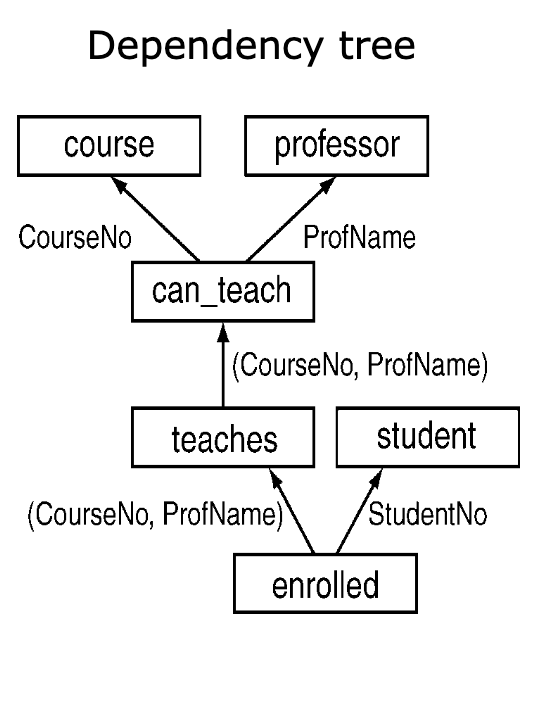 Dependency tree
course
professor
CourseNo
ProfName
can_teach
(CourseNo, ProfName)
teaches
student
(CourseNo, ProfName)
StudentNo
enrolled